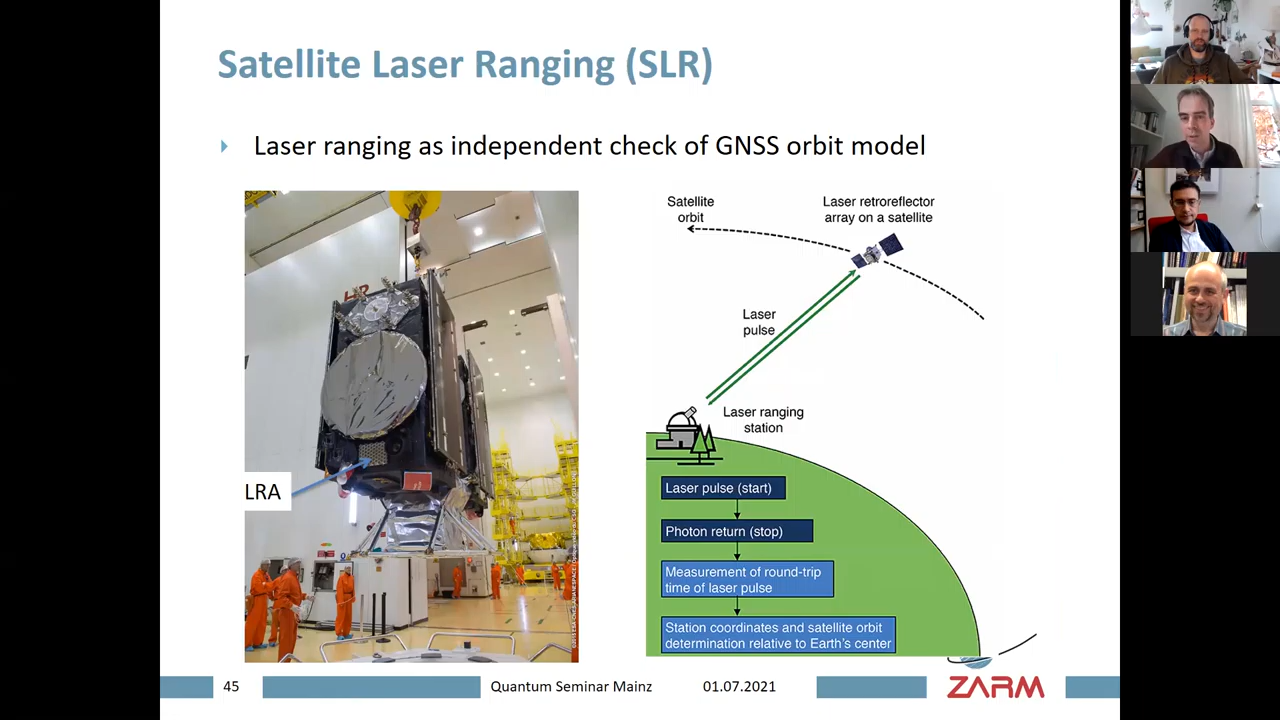 Satellite Laser Ranging (SLR)
Laser ranging as independent check of GNSS orbit model
LRA
Satellite
orbit
Laser retroreflector
array on a satellite
Laser
pulse
Laser ranging
station
Laser pulse (start)
Photon return (stop)
Measurement of round-trip
time of laser pulse
Station coordinates and satellite orbit
determination relative to Earth's center
45
Quantum Seminar Mainz
01.07.2021
ZARM